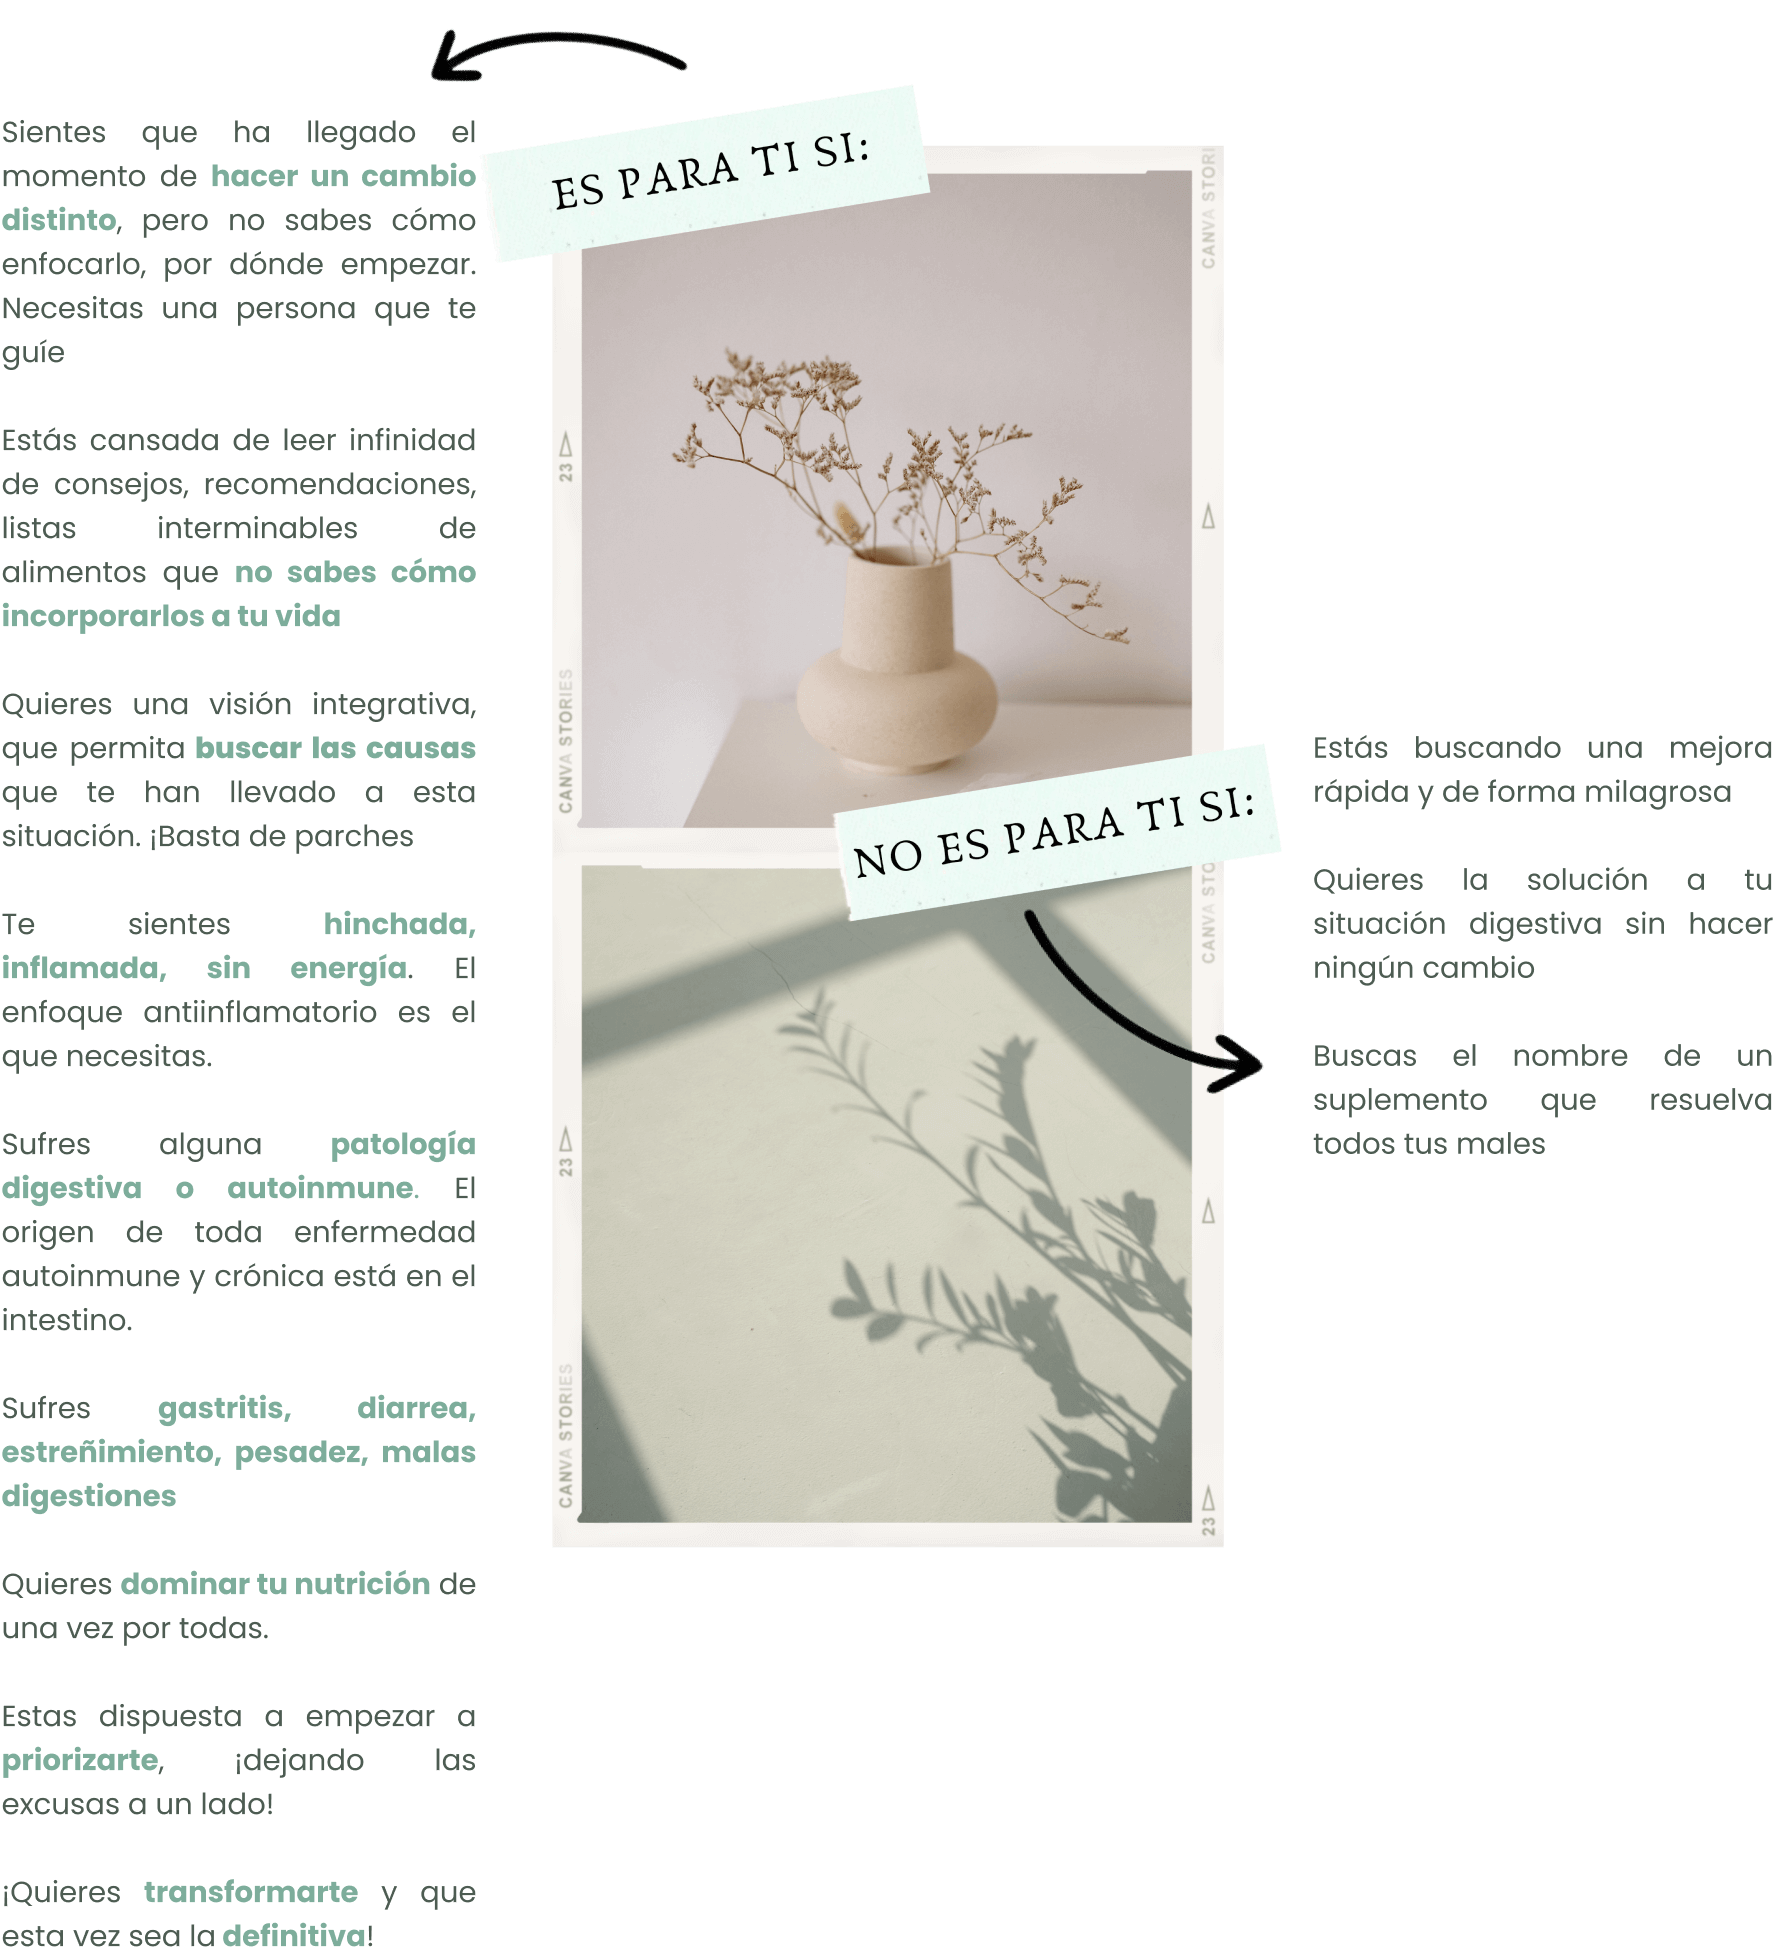 ES PARA TI SI:
Sientes que ha llegado el
momento de hacer un cambio
distinto, pero no sabes cómo
enfocarlo, por dónde empezar.
Necesitas una persona que te
guíe
Estás cansada de leer infinidad
de consejos, recomendaciones,
listas interminables de
alimentos que no sabes cómo
incorporarlos a tu vida
Quieres una visión integrativa,
que permita buscar las causas
que te han llevado a esta
situación. ¡Basta de parches
Te sientes hinchada,
inflamada, sin energía. El
enfoque antiinflamatorio es el
que necesitas.
Sufres alguna patología
digestiva o autoinmune. El
origen de toda enfermedad
autoinmune y crónica está en el
intestino.
Sufres gastritis, diarrea,
estreñimiento, pesadez, malas
digestiones
Quieres dominar tu nutrición de
una vez por todas.
Estas dispuesta a empezar a
priorizarte, ¡dejando las
excusas a un lado!
¡Quieres transformarte y que
esta vez sea la definitiva!
CANVA STORI
23
CANVA STORIES
NO ES PARA TI SI:
Estás buscando una mejora
rápida y de forma milagrosa
Quieres la solución a tu
situación digestiva sin hacer
ningún cambio
Buscas el nombre de un
suplemento que resuelva
todos tus males
CANVA STO
23
CANVA STORIES
23